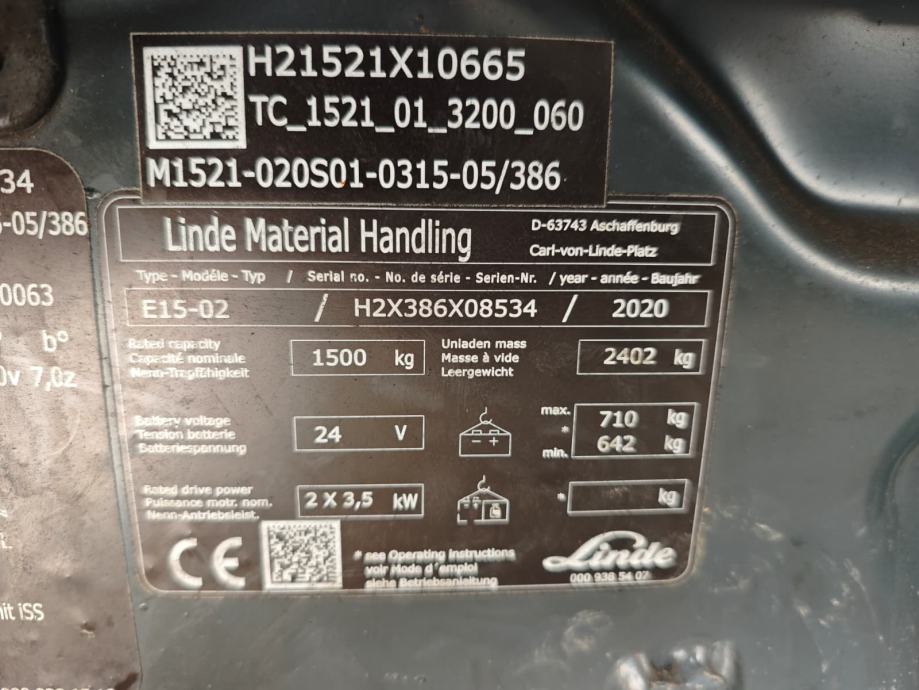 H21521X10665
TC_1521_01_3200_060
M1521-020S01-0315-05/386
34
-05/386
0063
b°
0v 7,0z
nit iSS
Linde Material Handling
D-63743 Aschaffenburg
Carl-von-Linde-Platz
Type - Modéle - Typ / Serial no. - No. de série - Serien-Nr. / year - année - Baujahr
E15-02 / H2X386X08534 / 2020
Rated capacity
Capacité nominale
Nenn-Tragfähigkeit
1500 kg
Unladen mass
Masse à vide
Leergewicht
2402 kg
Battery voltage
Tension batterie
Batteriespannung
24 V
- +
max.
*
min.
710 kg
642 kg
Rated drive power
Puissance motr. nom.
Nenn-Antriebsleist.
2 X 3,5 kW
*
kg
CE
* see Operating Instructions
voir Mode d'emploi
siehe Betriebsanleitung
Linde
000 938 54 07